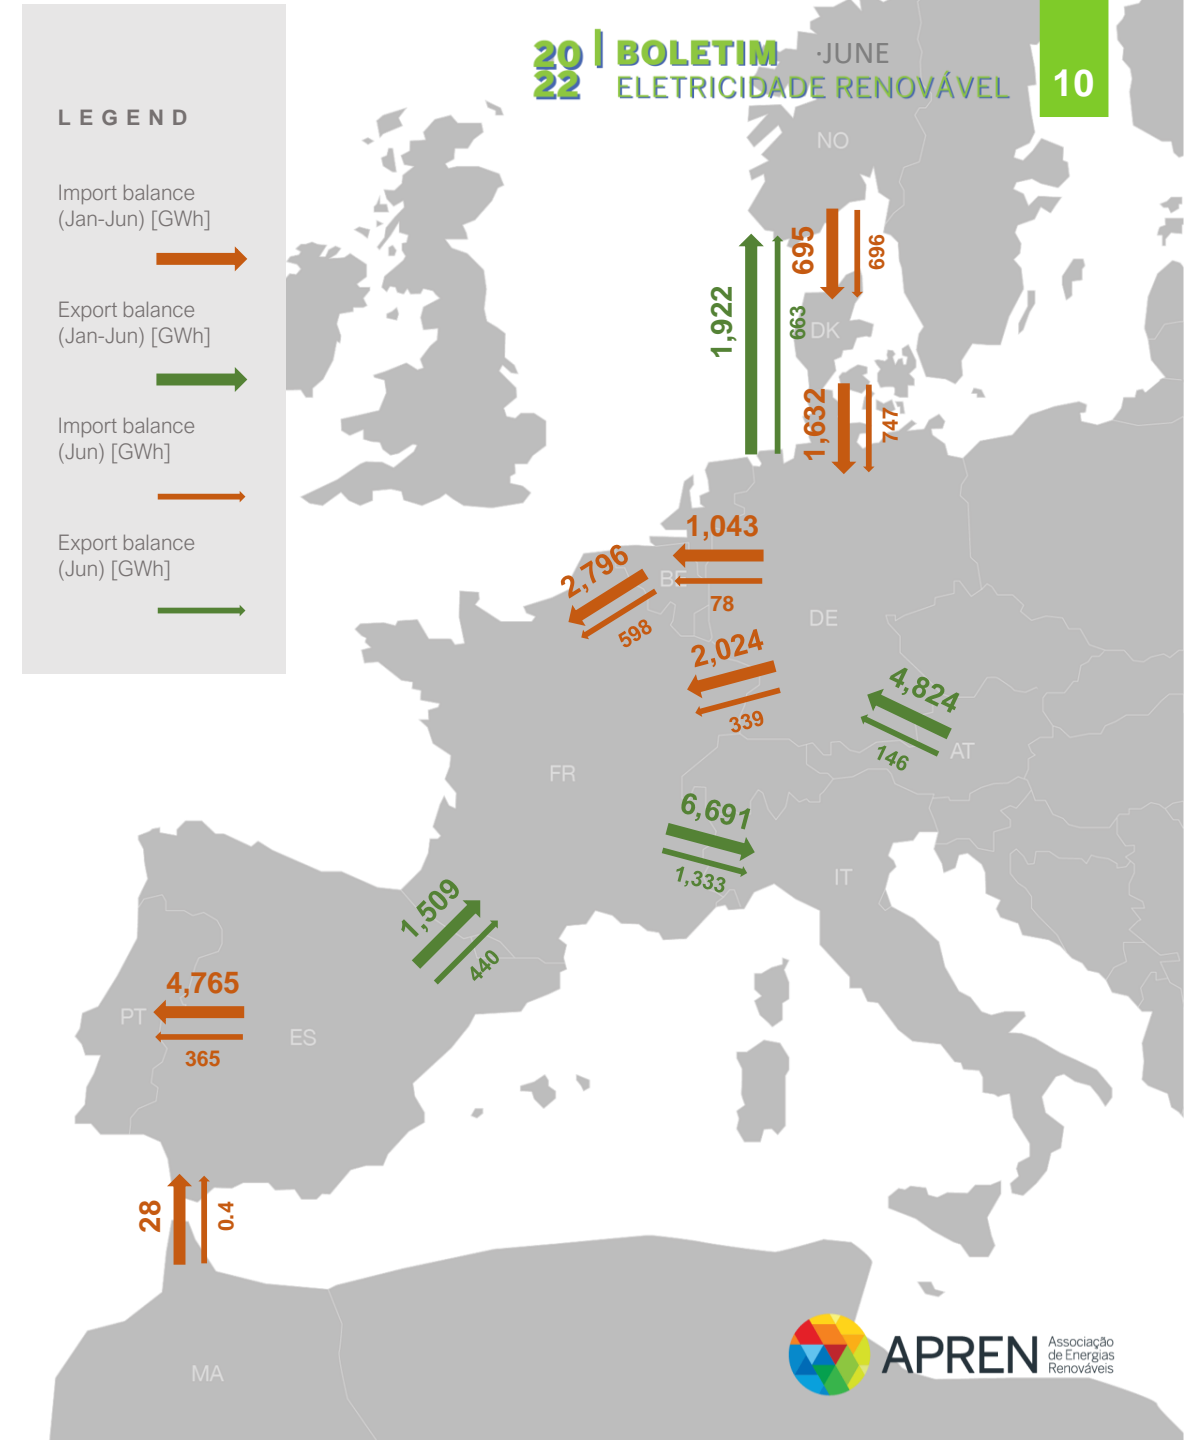 20
22
BOLETIM
·JUNE
ELETRICIDADE RENOVÁVEL
10
LEGEND
Import balance
(Jan-Jun) [GWh]
Export balance
(Jan-Jun) [GWh]
Import balance
(Jun) [GWh]
Export balance
(Jun) [GWh]
NO
695
696
1,922
663
DK
1,632
747
1,043
2,796
BE
78
598
DE
2,024
339
4,824
146
AT
FR
6,691
1,333
IT
1,509
440
4,765
PT
ES
365
28
0.4
MA
APREN
Associação
de Energias
Renováveis